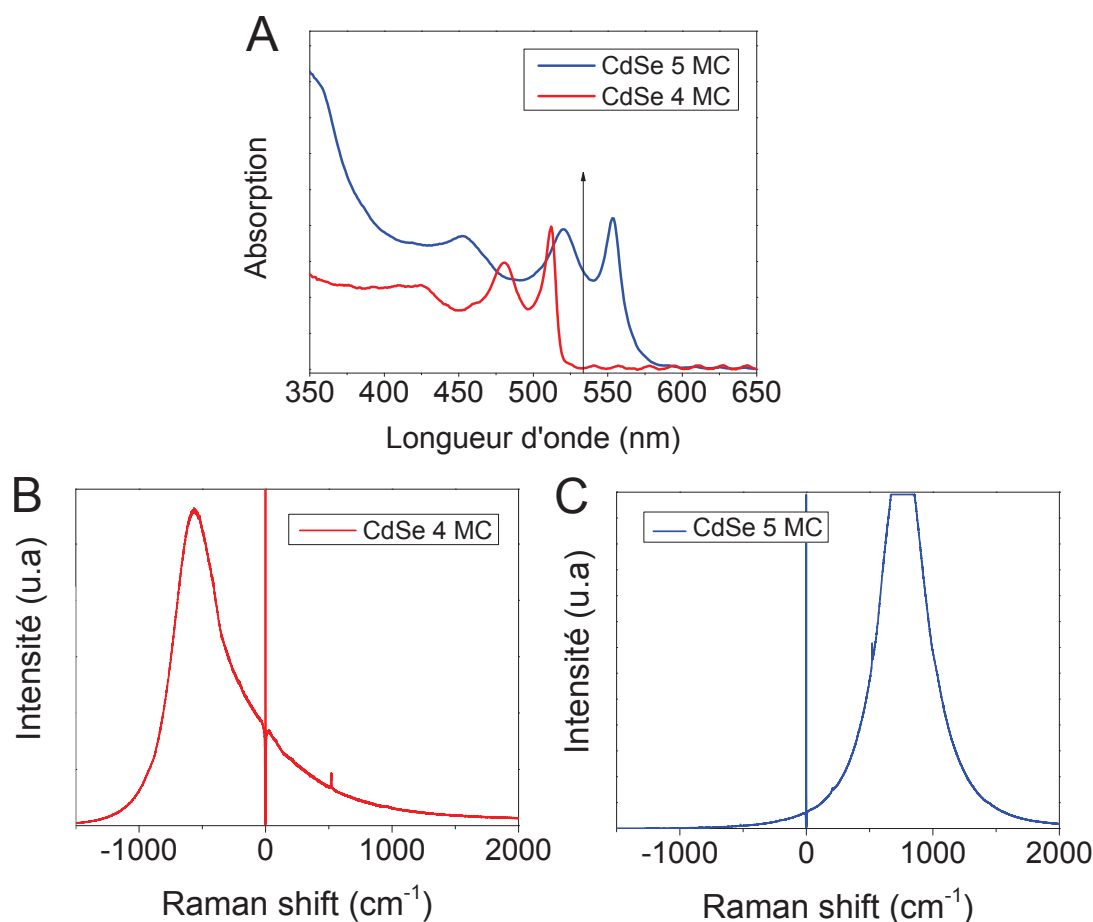 A
CdSe 5 MC
CdSe 4 MC
Absorption
350 400 450 500 550 600 650
Longueur d'onde (nm)
B
CdSe 4 MC
Intensité (u.a)
-1000 0 1000 2000
Raman shift (cm⁻¹)
C
CdSe 5 MC
Intensité (u.a)
-1000 0 1000 2000
Raman shift (cm⁻¹)